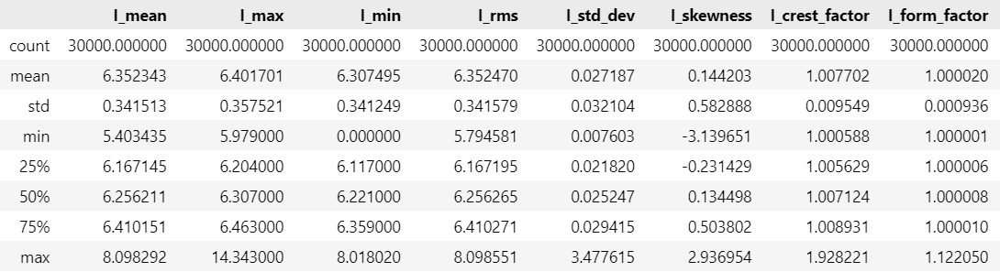 I_mean I_max I_min I_rms I_std_dev I_skewness I_crest_factor I_form_factor
count 30000.000000 30000.000000 30000.000000 30000.000000 30000.000000 30000.000000 30000.000000 30000.000000
mean 6.352343 6.401701 6.307495 6.352470 0.027187 0.144203 1.007702 1.000020
std 0.341513 0.357521 0.341249 0.341579 0.032104 0.582888 0.009549 0.000936
min 5.403435 5.979000 0.000000 5.794581 0.007603 -3.139651 1.000588 1.000001
25% 6.167145 6.204000 6.117000 6.167195 0.021820 -0.231429 1.005629 1.000006
50% 6.256211 6.307000 6.221000 6.256265 0.025247 0.134498 1.007124 1.000008
75% 6.410151 6.463000 6.359000 6.410271 0.029415 0.503802 1.008931 1.000010
max 8.098292 14.343000 8.018020 8.098551 3.477615 2.936954 1.928221 1.122050